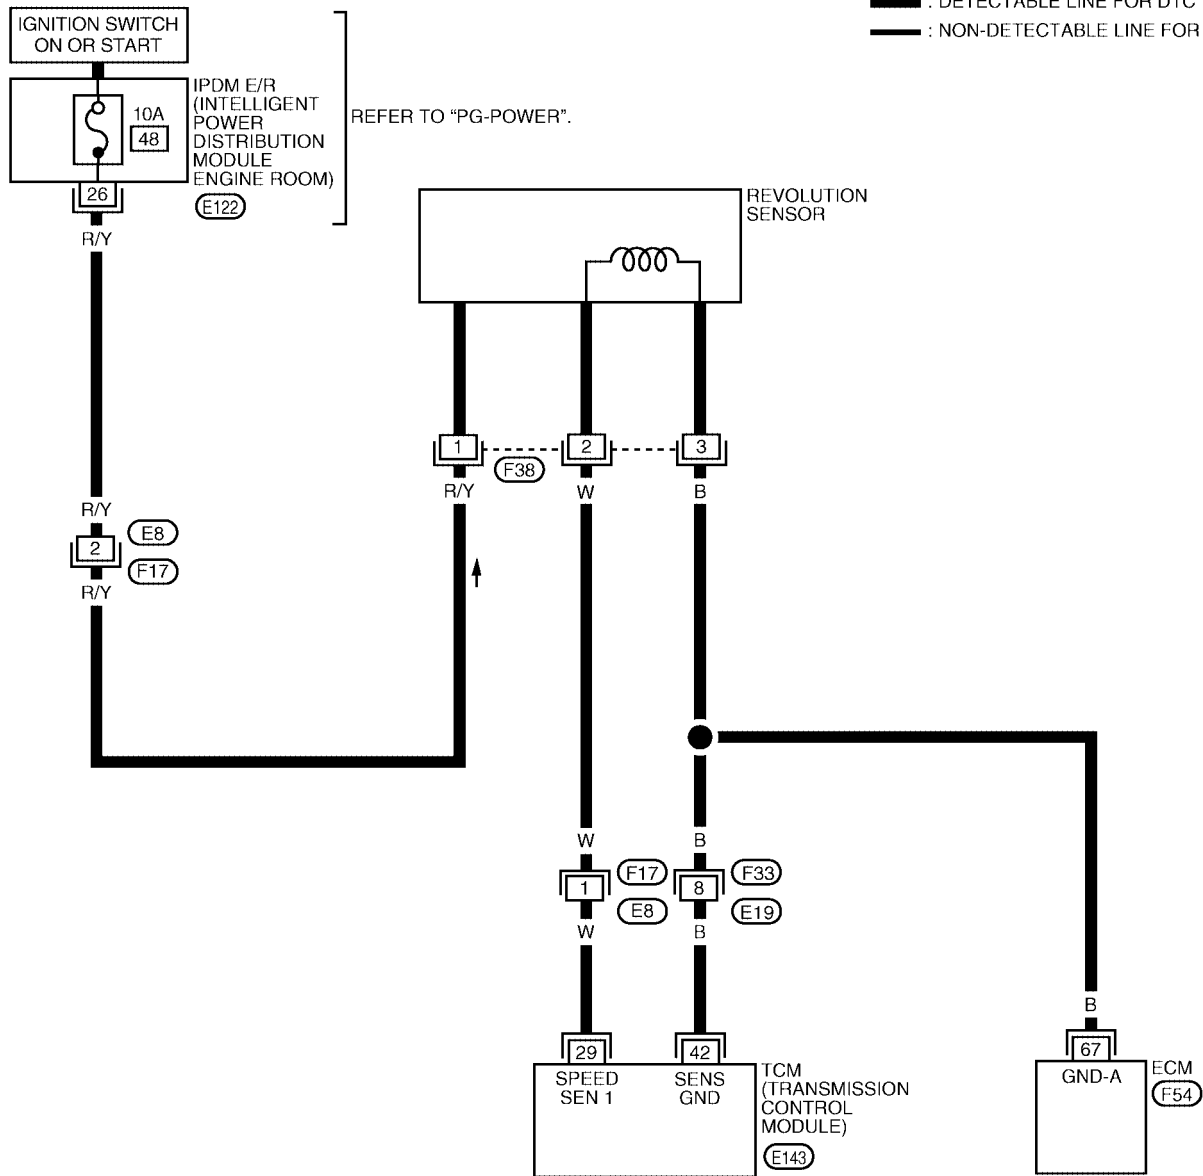 : DETECTABLE LINE FOR DTC
: NON-DETECTABLE LINE FOR
IGNITION SWITCH
ON OR START
10A
48
IPDM E/R
(INTELLIGENT
POWER
DISTRIBUTION
MODULE
ENGINE ROOM)
REFER TO “PG-POWER”.
26
E122
R/Y
REVOLUTION
SENSOR
1
2
3
F38
R/Y
W
B
R/Y
2
E8
F17
R/Y
W
B
1
F17
E8
8
F33
E19
W
B
B
29
42
67
SPEED
SEN 1
SENS
GND
TCM
(TRANSMISSION
CONTROL
MODULE)
E143
GND-A
ECM
F54